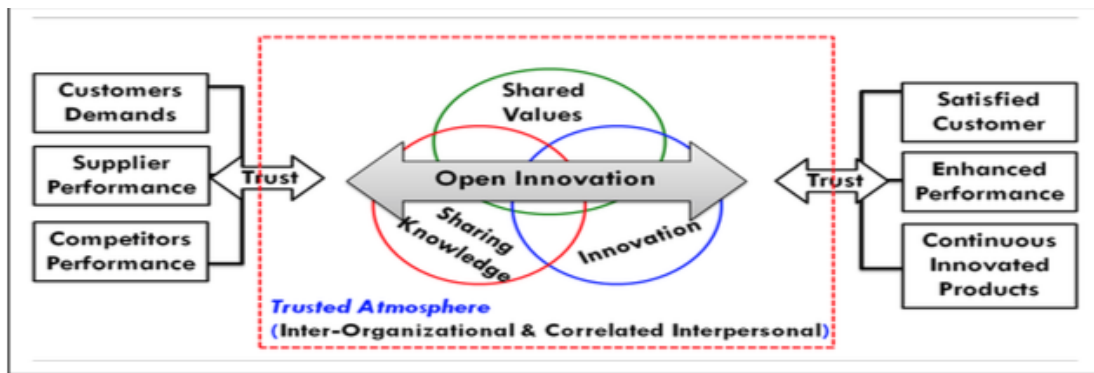 Customers
Demands
Supplier
Performance
Competitors
Performance
Trust
Shared
Values
Open Innovation
Sharing
Knowledge
Innovation
Trusted Atmosphere
(Inter-Organizational & Correlated Interpersonal)
Trust
Satisfied
Customer
Enhanced
Performance
Continuous
Innovated
Products